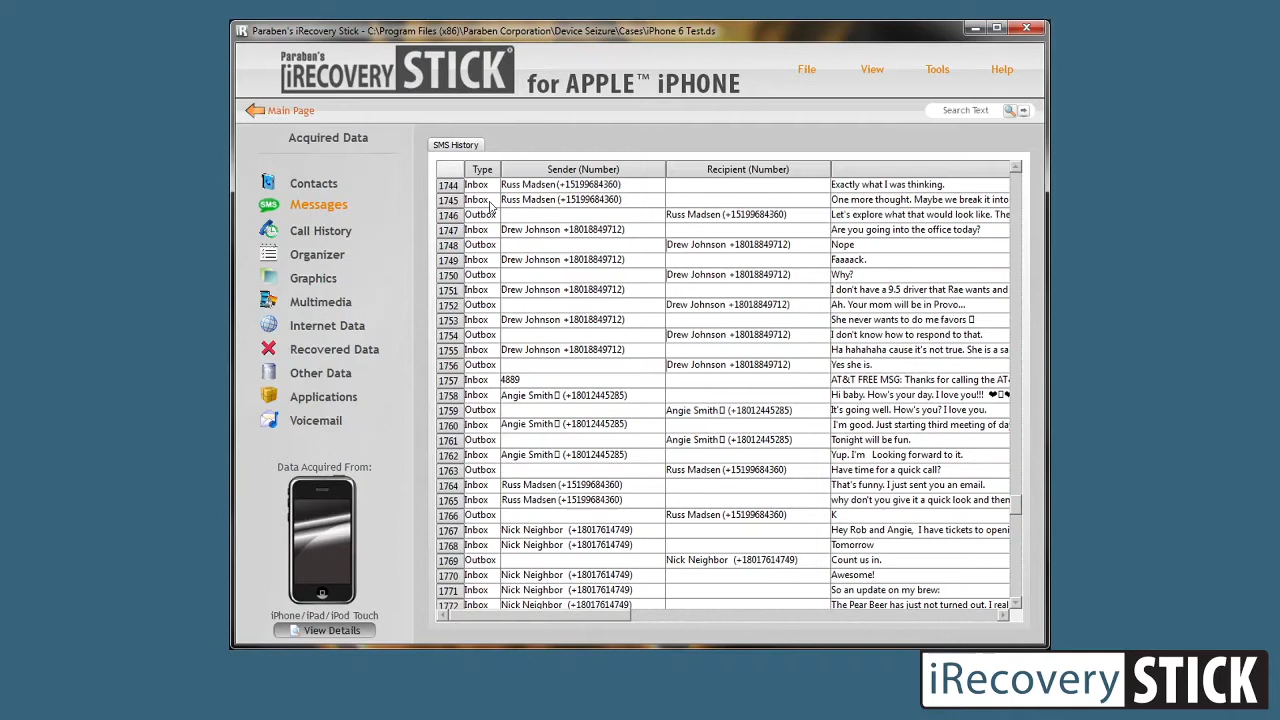 Paraben's iRecovery Stick - C:\Program Files (x86)\Paraben Corporation\Device Seizure\Cases\iPhone 6 Test.ds
Paraben's
iRECOVERY STICK® for APPLE™ iPHONE
File View Tools Help
Main Page
Search Text
Acquired Data
Contacts
Messages
Call History
Organizer
Graphics
Multimedia
Internet Data
Recovered Data
Other Data
Applications
Voicemail
Data Acquired From:
iPhone/iPad/iPod Touch
View Details
SMS History
Type Sender (Number) Recipient (Number)
1744 Inbox Russ Madsen (+15199684360) Exactly what I was thinking.
1745 Inbox Russ Madsen (+15199684360) One more thought. Maybe we break it into
1746 Outbox Russ Madsen (+15199684360) Let's explore what that would look like. The
1747 Inbox Drew Johnson +18018849712) Are you going into the office today?
1748 Outbox Drew Johnson +18018849712) Nope
1749 Inbox Drew Johnson +18018849712) Faaaack.
1750 Outbox Drew Johnson +18018849712) Why?
1751 Inbox Drew Johnson +18018849712) I don't have a 9.5 driver that Rae wants and
1752 Outbox Drew Johnson +18018849712) Ah. Your mom will be in Provo...
1753 Inbox Drew Johnson +18018849712) She never wants to do me favors
1754 Outbox Drew Johnson +18018849712) I don't know how to respond to that.
1755 Inbox Drew Johnson +18018849712) Ha hahahaha cause it's not true. She is a sa
1756 Outbox Drew Johnson +18018849712) Yes she is.
1757 Inbox 4889 AT&T FREE MSG: Thanks for calling the AT&
1758 Inbox Angie Smith (+18012445285) Hi baby. How's your day. I love you!!! ❤
1759 Outbox Angie Smith (+18012445285) It's going well. How's you? I love you.
1760 Inbox Angie Smith (+18012445285) I'm good. Just starting third meeting of day
1761 Outbox Angie Smith (+18012445285) Tonight will be fun.
1762 Inbox Angie Smith (+18012445285) Yup. I'm Looking forward to it.
1763 Outbox Russ Madsen (+15199684360) Have time for a quick call?
1764 Inbox Russ Madsen (+15199684360) That's funny. I just sent you an email.
1765 Inbox Russ Madsen (+15199684360) why don't you give it a quick look and then
1766 Outbox Russ Madsen (+15199684360) K
1767 Inbox Nick Neighbor (+18017614749) Hey Rob and Angie, I have tickets to openi
1768 Inbox Nick Neighbor (+18017614749) Tomorrow
1769 Outbox Nick Neighbor (+18017614749) Count us in.
1770 Inbox Nick Neighbor (+18017614749) Awesome!
1771 Inbox Nick Neighbor (+18017614749) So an update on my brew:
1772 Inbox Nick Neighbor (+18017614749) The Pear Beer has just not turned out. I real
iRecovery STICK